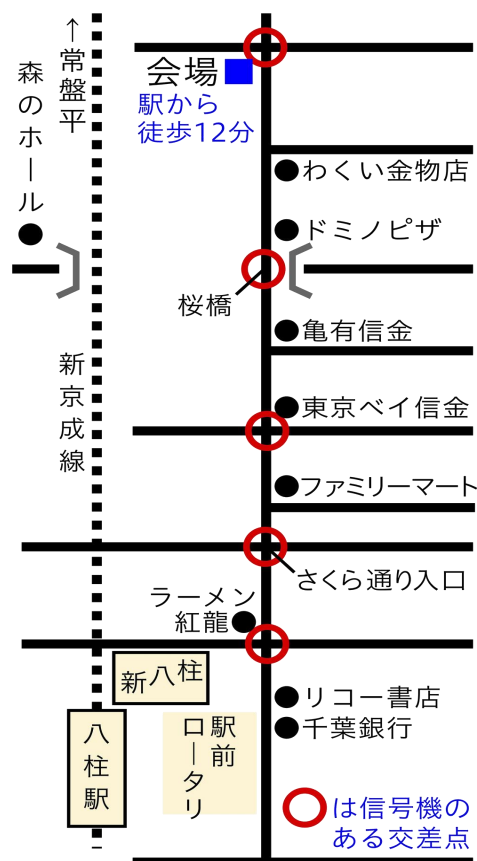 ←常盤平
森のホール
会場
駅から
徒歩12分
わくい金物店
ドミノピザ
桜橋
亀有信金
新京成線
東京ベイ信金
ファミリーマート
さくら通り入口
ラーメン
紅龍
新八柱
八柱駅
駅前
ロータリ
リコー書店
千葉銀行
は信号機の
ある交差点